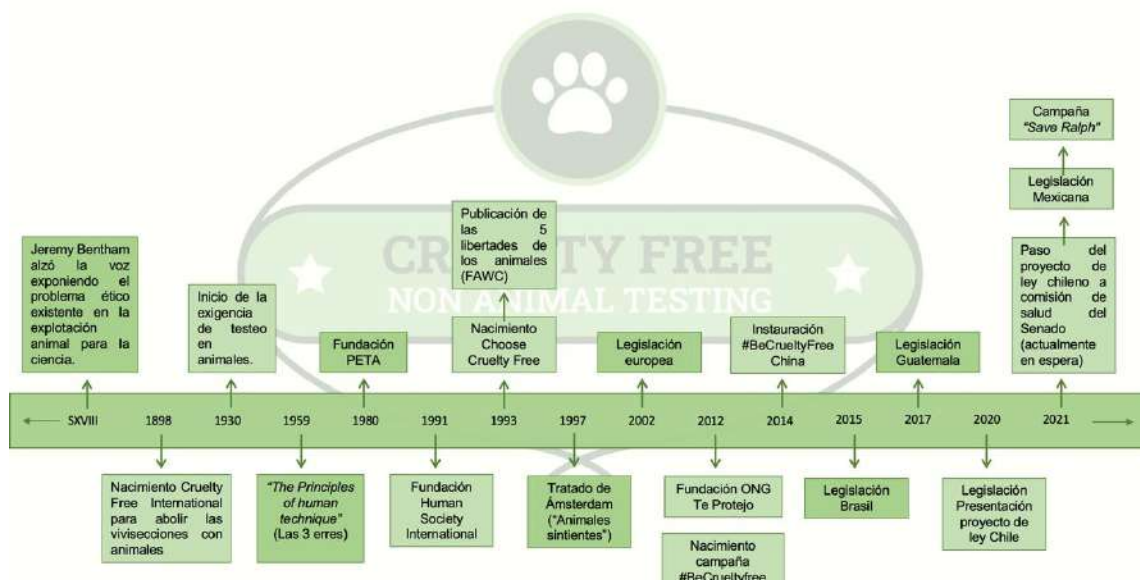 Campaña
"Save Ralph"
Legislación
Mexicana
Publicación de
las 5
libertades de
los animales
(FAWC)
Jeremy Bentham
alzó la voz
exponiendo el
problema ético
existente en la
explotación
animal para la
ciencia.
CR TY FREE
NON ANIMAL TESTING
Paso del
proyecto de
ley chileno a
comisión de
salud del
Senado
(actualmente
en espera)
Inicio de la
exigencia
de testeo
en
animales.
Fundación
PETA
Nacimiento
Choose
Cruelty Free
Legislación
europea
Instauración
#BeCrueltyFree
China
Legislación
Guatemala
SXVIII 1898 1930 1959 1980 1991 1993 1997 2002 2012 2014 2015 2017 2020 2021
Nacimiento Cruelty
Free International
para abolir las
vivisecciones con
animales
"The Principles
of human
technique"
(Las 3 erres)
Fundación
Human
Society
International
Tratado de
Ámsterdam
("Animales
sintientes")
Fundación ONG
Te Protejo
Nacimiento
campaña
#BeCrueltyfree
Legislación
Brasil
Legislación
Presentación
proyecto de
ley Chile